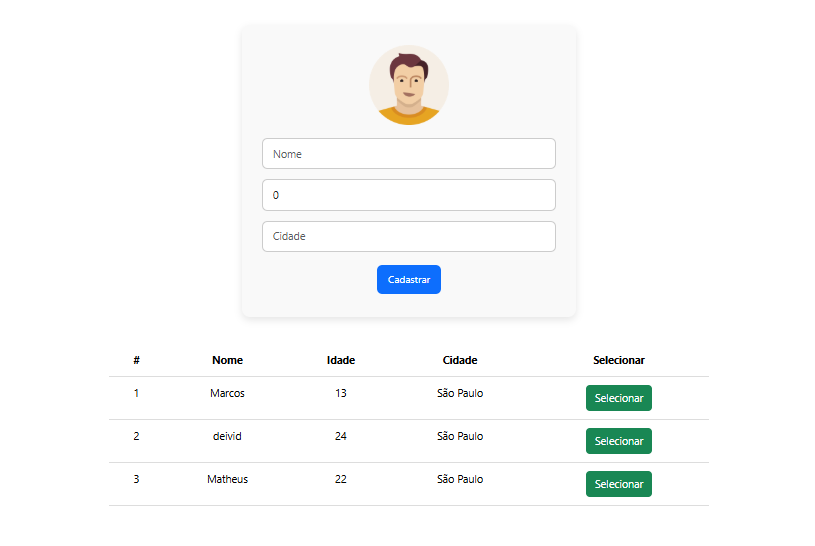 Nome
0
Cidade
Cadastrar
# Nome Idade Cidade Selecionar
1 Marcos 13 São Paulo Selecionar
2 deivid 24 São Paulo Selecionar
3 Matheus 22 São Paulo Selecionar